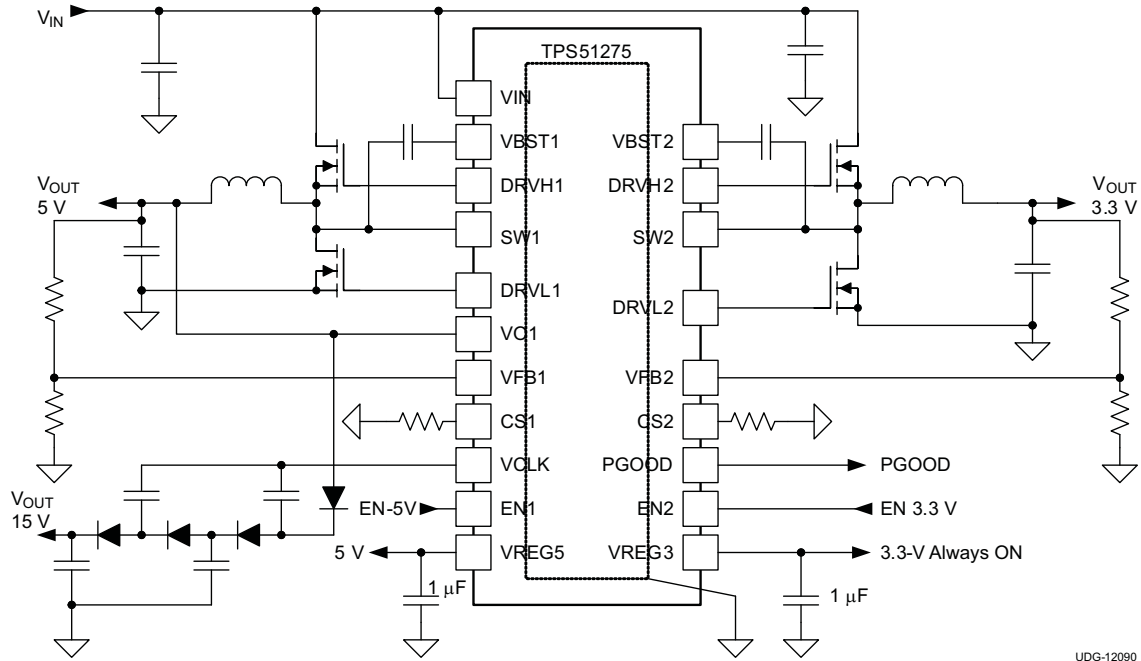 VIN
TPS51275
VIN
VBST1
VBST2
DRVH1
DRVH2
VOUT
5 V
VOUT
3.3 V
SW1
SW2
DRVL1
DRVL2
VO1
VFB1
VFB2
CS1
CS2
VCLK
PGOOD
PGOOD
VOUT
15 V
EN-5V
EN1
EN2
EN 3.3 V
5 V
VREG5
VREG3
3.3-V Always ON
1 μF
1 μF
UDG-12090